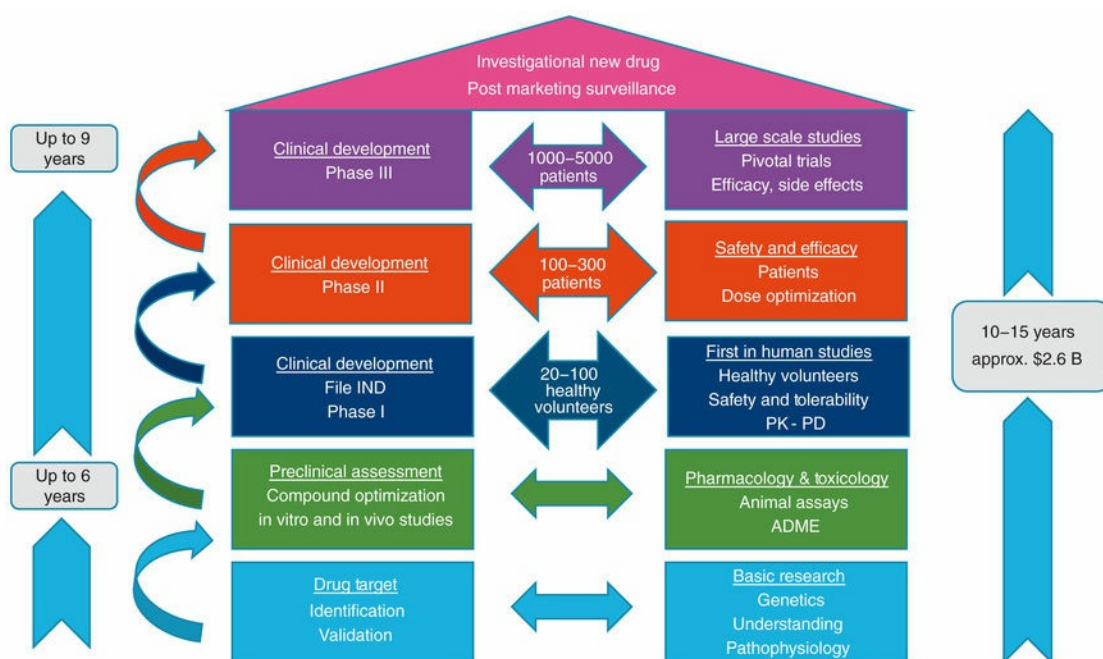 Investigational new drug
Post marketing surveillance
Up to 9
years
Clinical development
Phase III
1000–5000
patients
Large scale studies
Pivotal trials
Efficacy, side effects
Clinical development
Phase II
100–300
patients
Safety and efficacy
Patients
Dose optimization
10–15 years
approx. $2.6 B
Clinical development
File IND
Phase I
20–100
healthy
volunteers
First in human studies
Healthy volunteers
Safety and tolerability
PK - PD
Up to 6
years
Preclinical assessment
Compound optimization
in vitro and in vivo studies
Pharmacology & toxicology
Animal assays
ADME
Drug target
Identification
Validation
Basic research
Genetics
Understanding
Pathophysiology